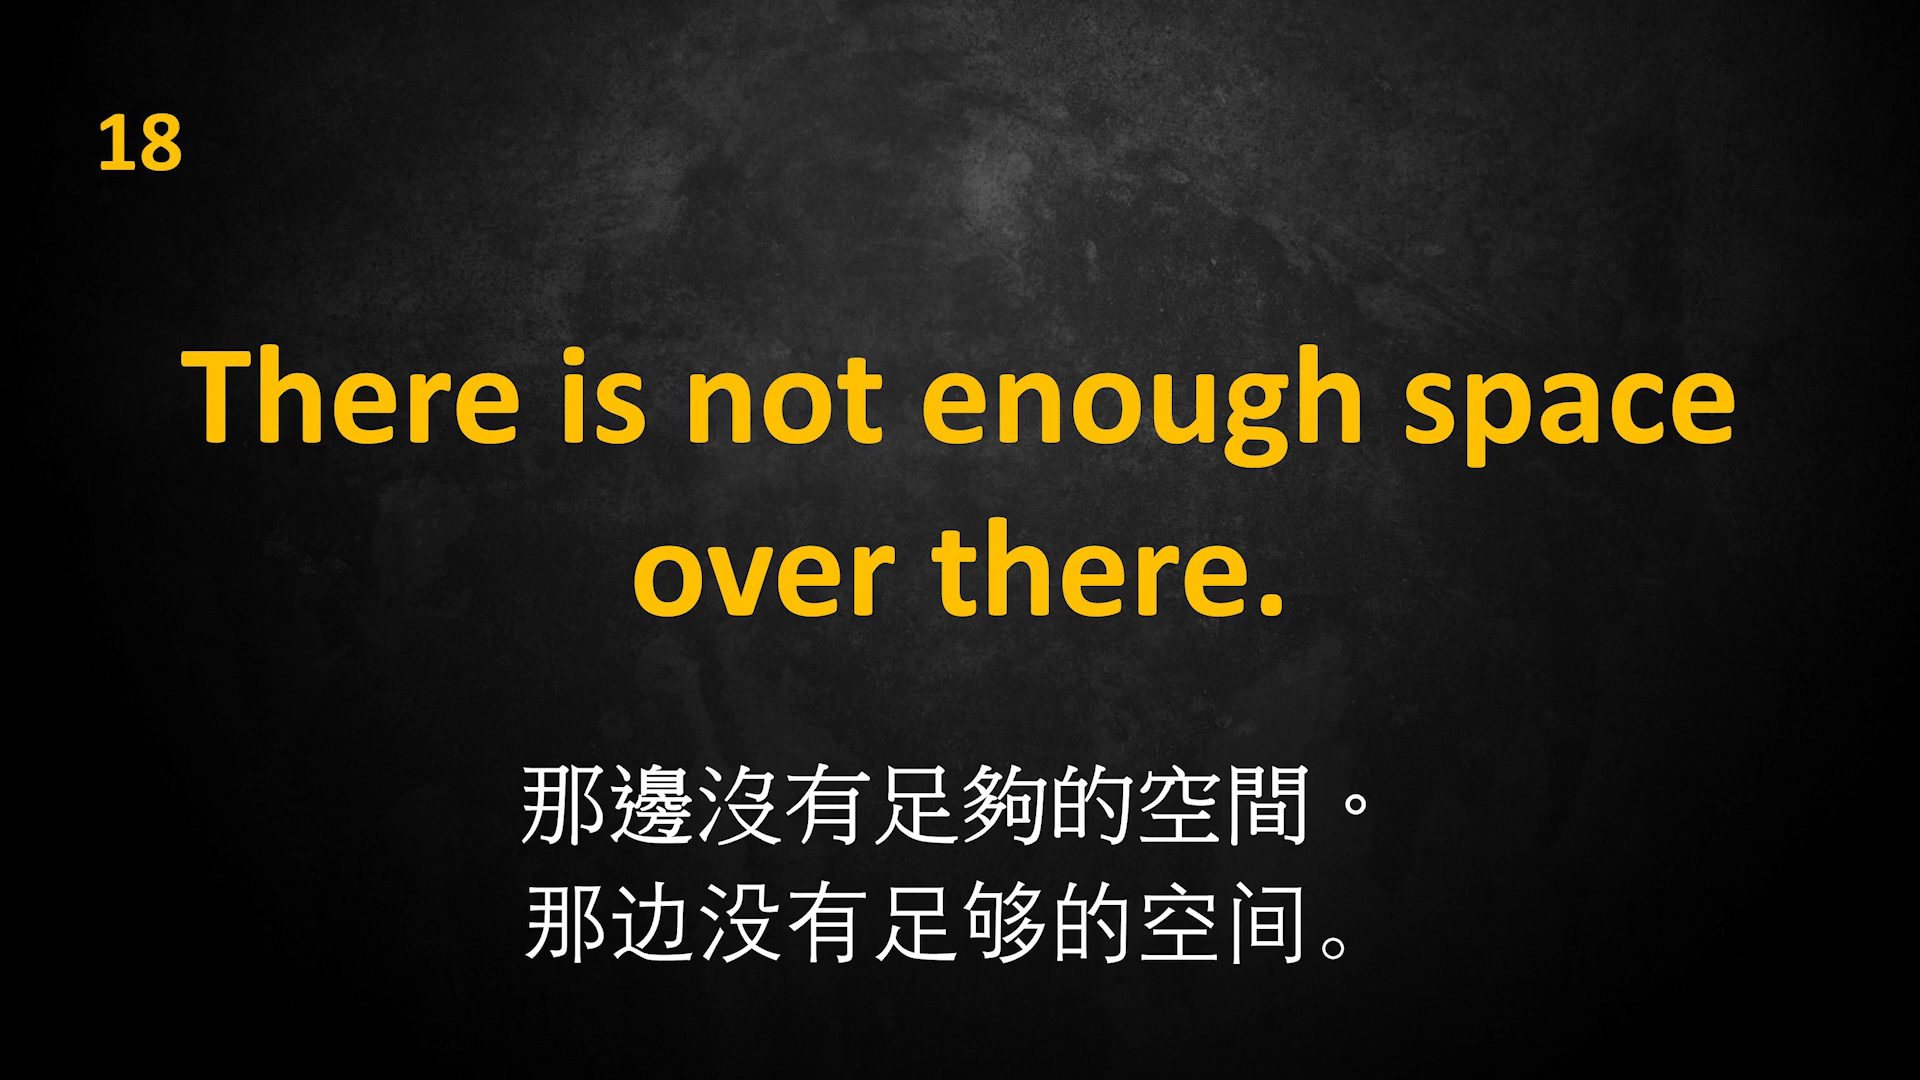 18
There is not enough space
over there.
那邊沒有足夠的空間。
那边没有足够的空间。